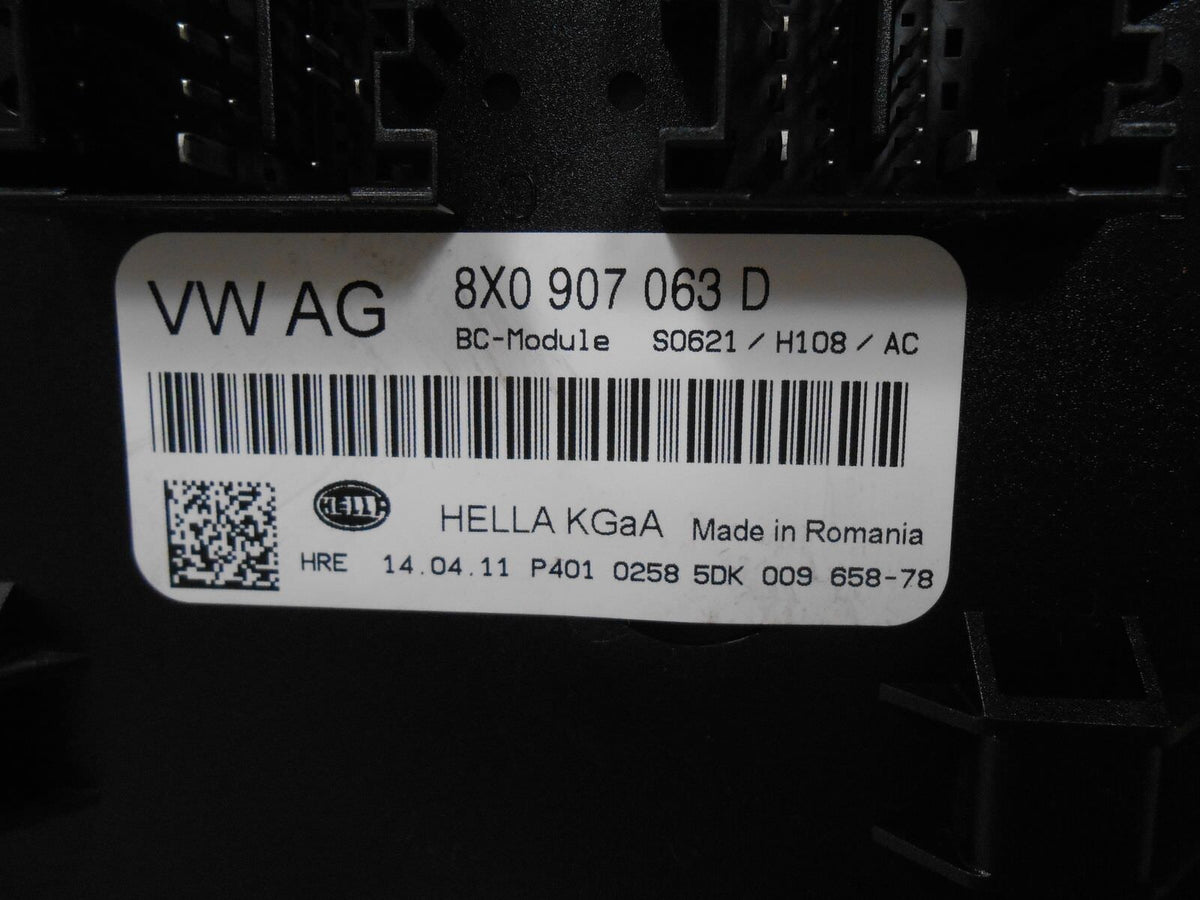 VW AG
8X0 907 063 D
BC-Module S0621 / H108 / AC
HELLA
HELLA KGaA Made in Romania
HRE 14.04.11 P401 0258 5DK 009 658-78